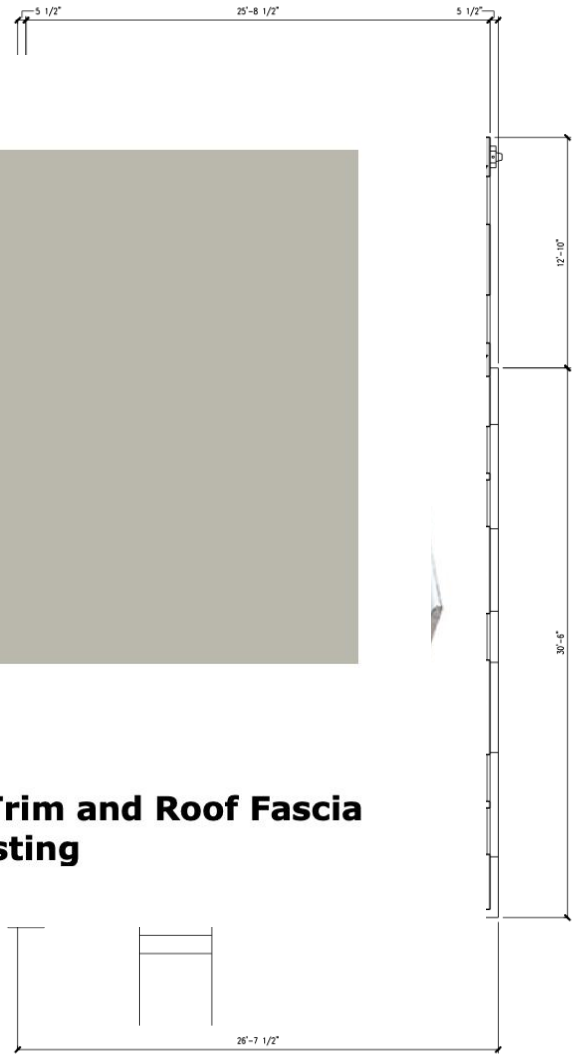 5 1/2" 25'-8 1/2" 5 1/2"
12'-10"
30'-6"
Trim and Roof Fascia
sting
26'-7 1/2"